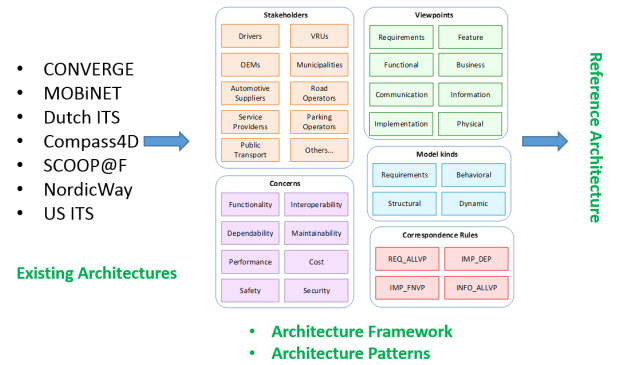 • CONVERGE
• MOBiNET
• Dutch ITS
• Compass4D
• SCOOP@F
• NordicWay
• US ITS
Existing Architectures
Stakeholders
Drivers
VRUs
OEMs
Municipalities
Automotive
Suppliers
Road
Operators
Service
Providerss
Parking
Operators
Public
Transport
Others...
Concerns
Functionality
Interoperability
Dependability
Maintainability
Performance
Cost
Safety
Security
Viewpoints
Requirements
Feature
Functional
Business
Communication
Information
Implementation
Physical
Model kinds
Requirements
Behavioral
Structural
Dynamic
Correspondence Rules
REQ_ALLVP
IMP_DEP
IMP_FNVP
INFO_ALLVP
• Architecture Framework
• Architecture Patterns
Reference Architecture